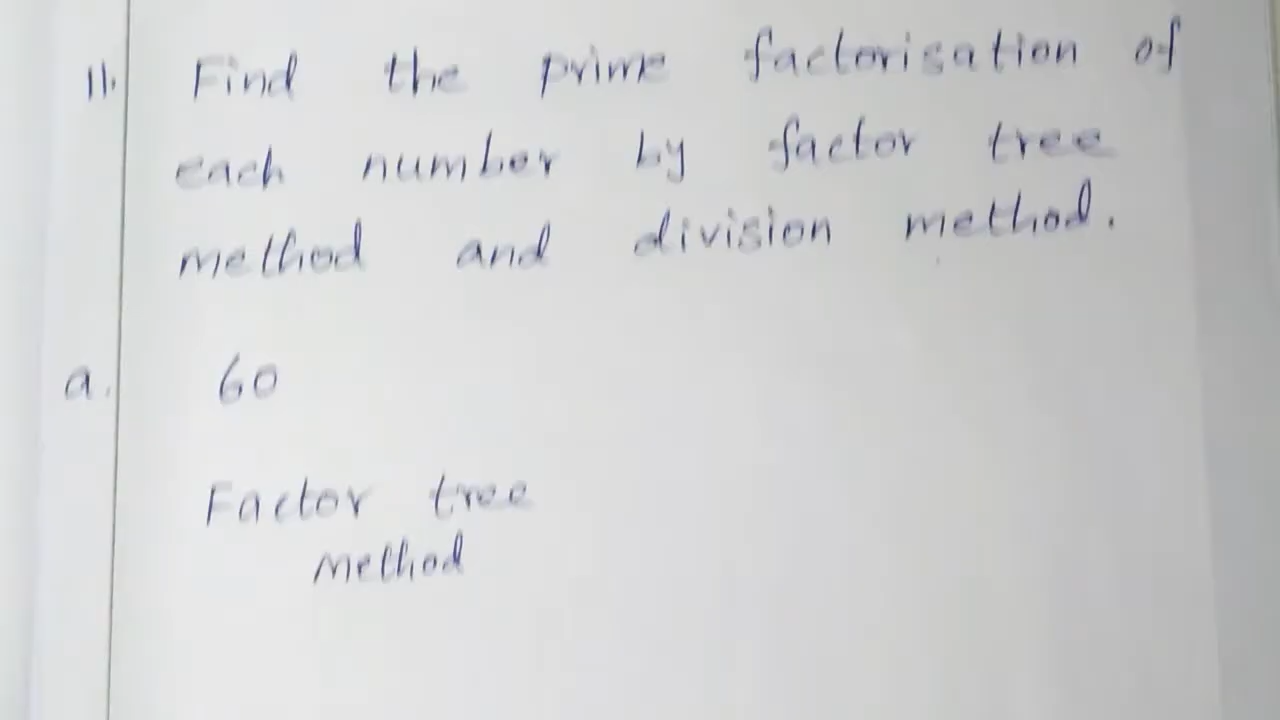 11. Find the prime factorisation of
each number by factor tree
method and division method.
a. 60
Factor tree
method